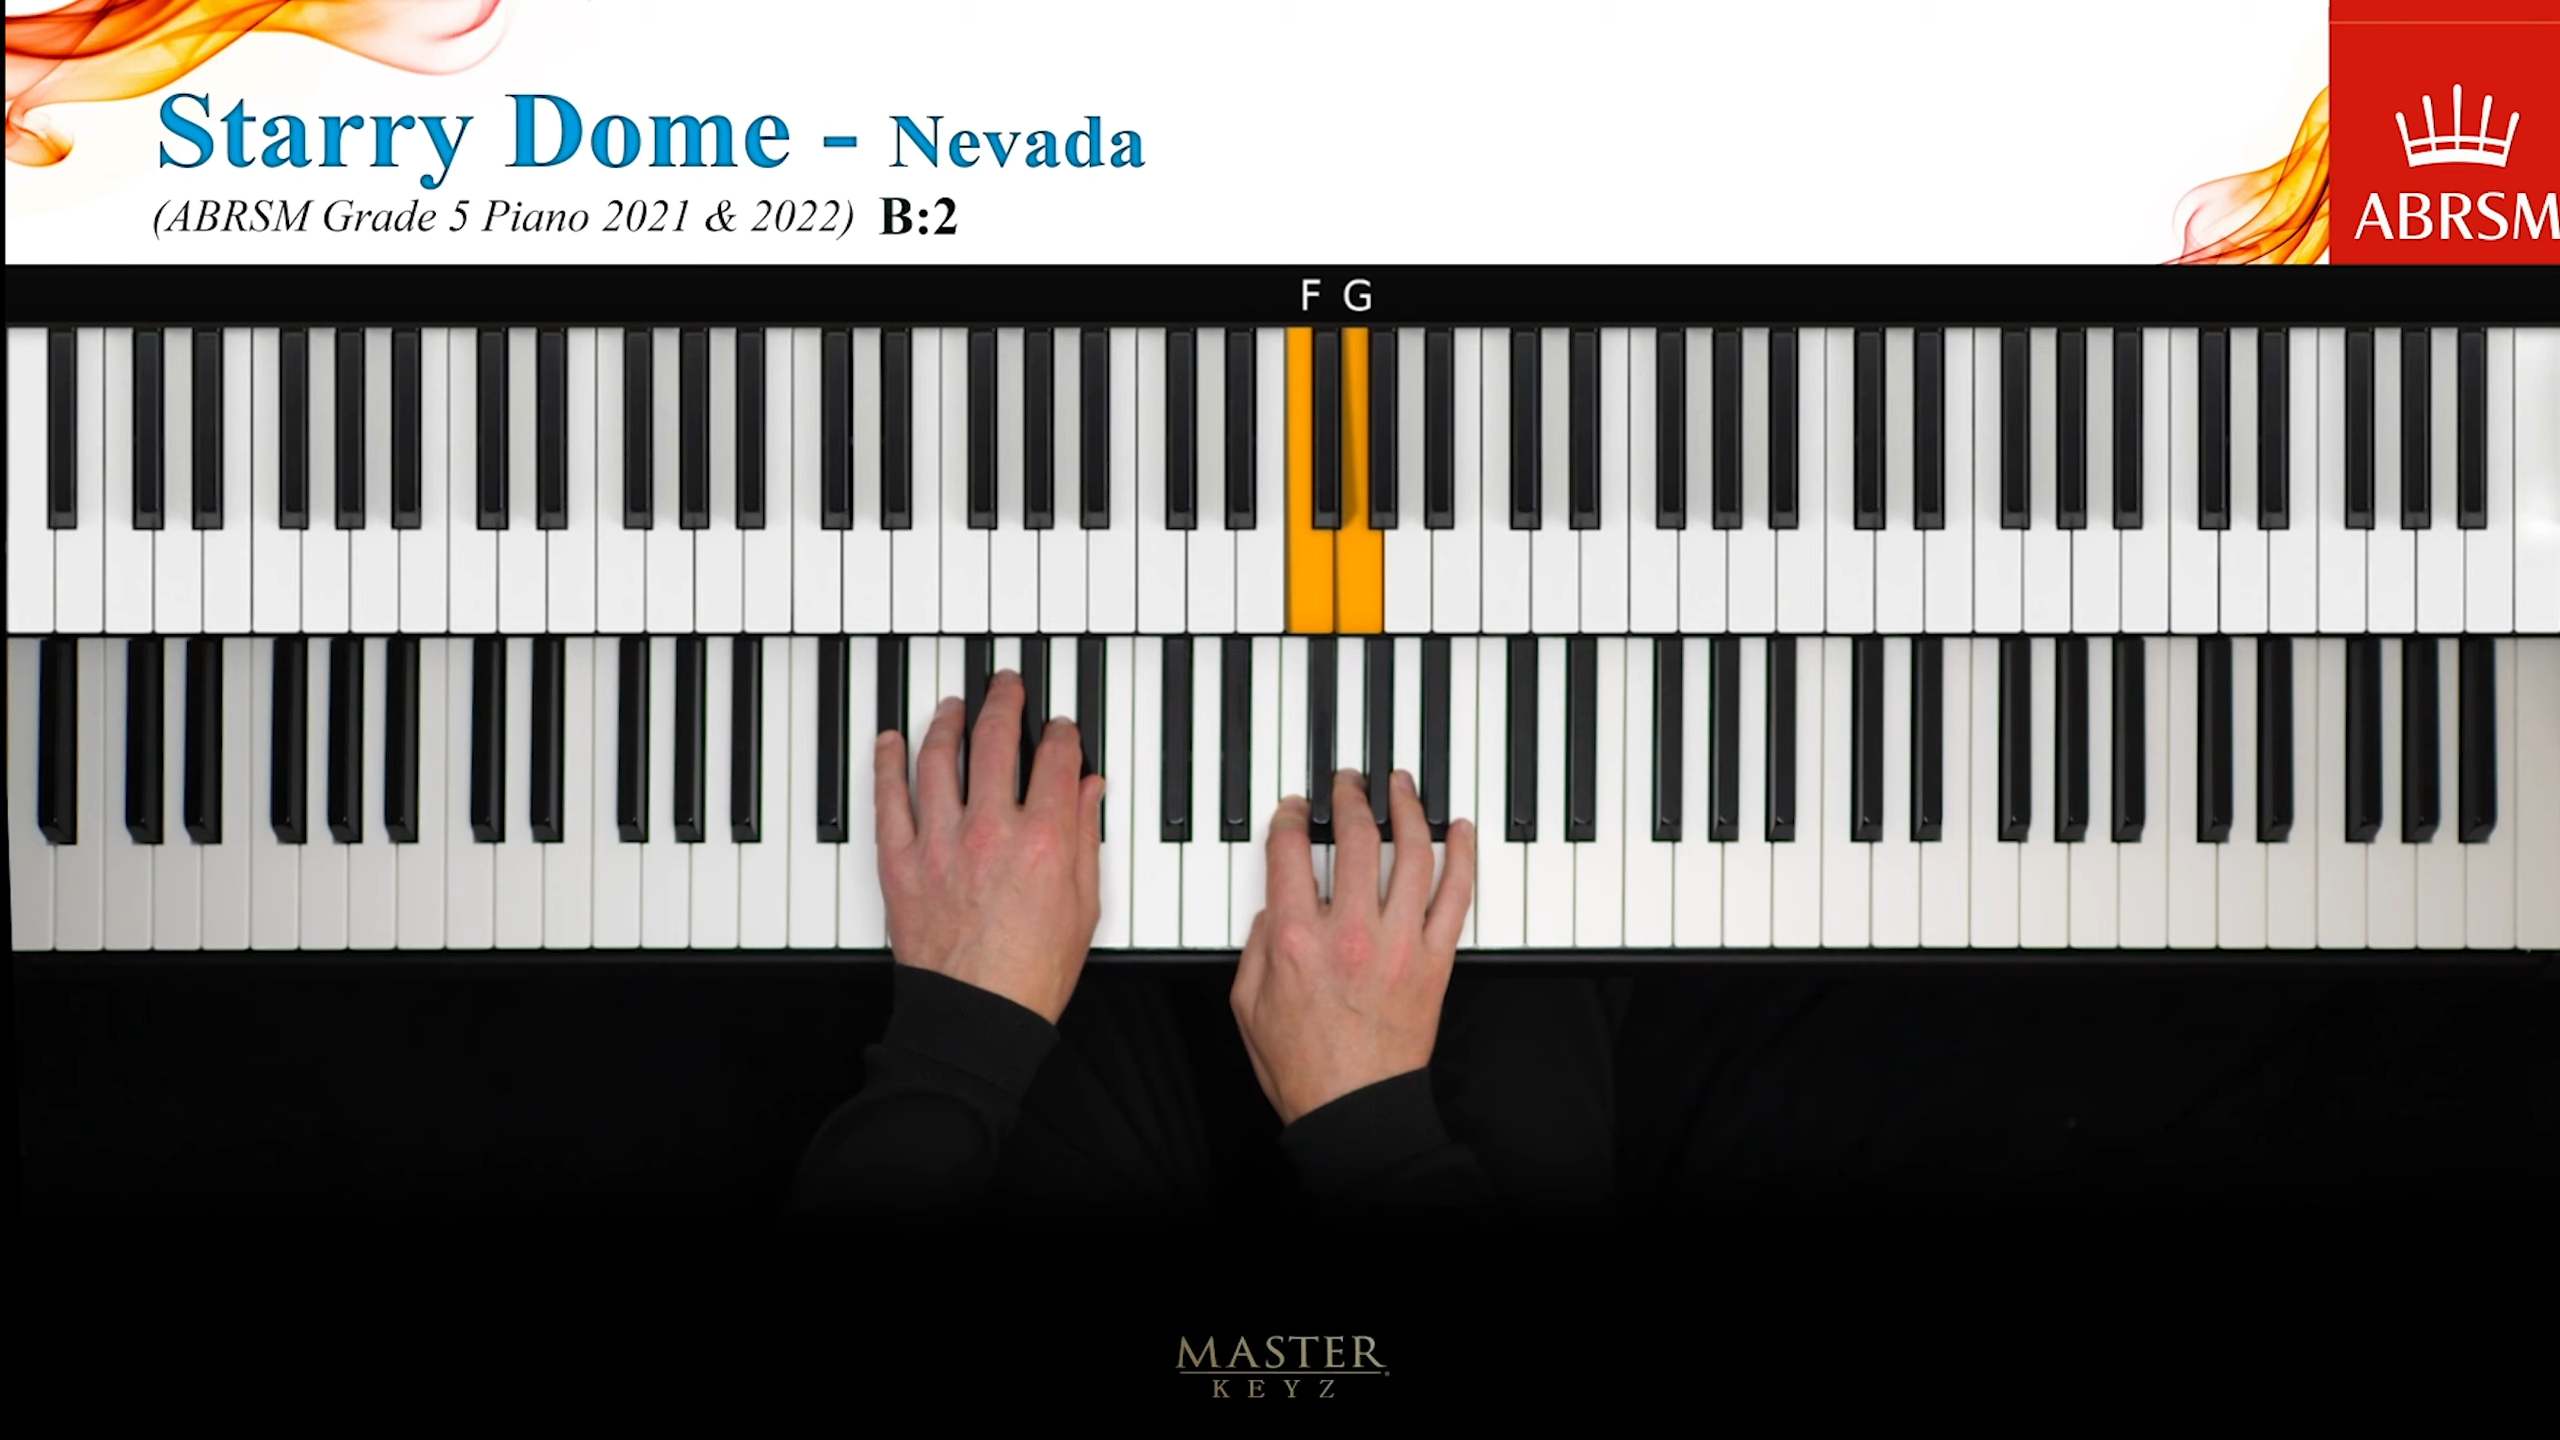 Starry Dome - Nevada
(ABRSM Grade 5 Piano 2021 & 2022) B:2
ABRSM
F G
MASTER
KEYZ